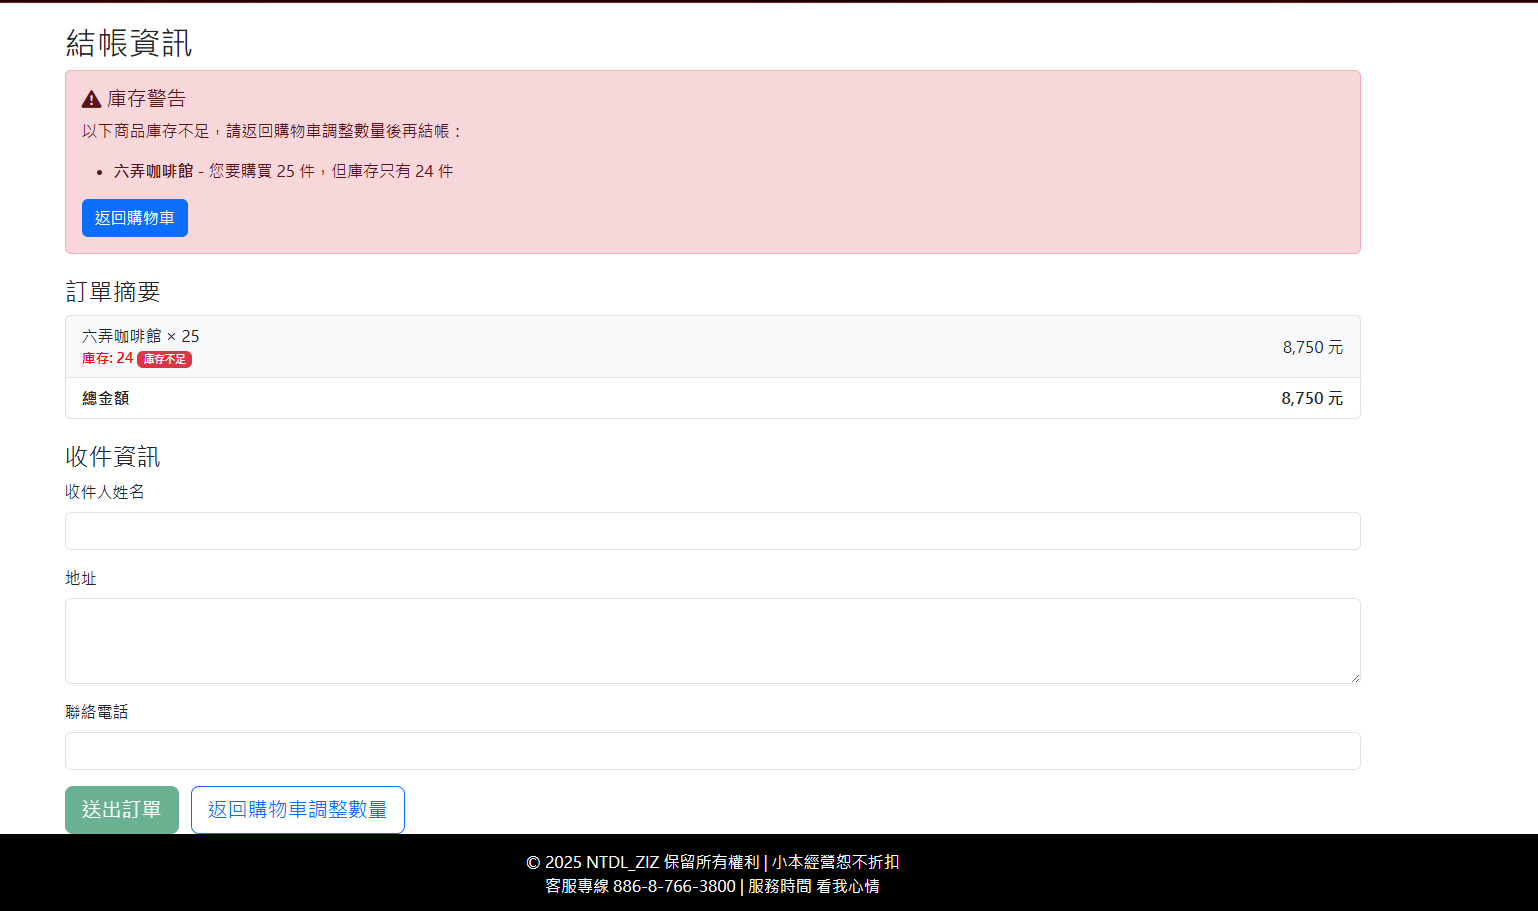 結帳資訊
庫存警告
以下商品庫存不足，請返回購物車調整數量後再結帳：
六弄咖啡館 - 您要購買 25 件，但庫存只有 24 件
返回購物車
訂單摘要
六弄咖啡館 × 25
庫存: 24 庫存不足
8,750 元
總金額 8,750 元
收件資訊
收件人姓名
地址
聯絡電話
送出訂單 返回購物車調整數量
© 2025 NTDL_ZIZ 保留所有權利 | 小本經營恕不折扣
客服專線 886-8-766-3800 | 服務時間 看我心情